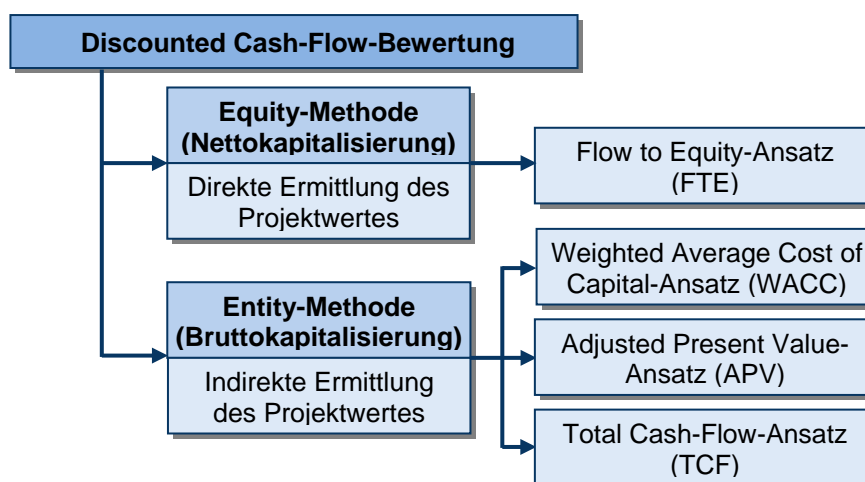 Discounted Cash-Flow-Bewertung
Equity-Methode
(Nettokapitalisierung)
Direkte Ermittlung des
Projektwertes
Flow to Equity-Ansatz
(FTE)
Entity-Methode
(Bruttokapitalisierung)
Indirekte Ermittlung
des Projektwertes
Weighted Average Cost of
Capital-Ansatz (WACC)
Adjusted Present Value-
Ansatz (APV)
Total Cash-Flow-Ansatz
(TCF)